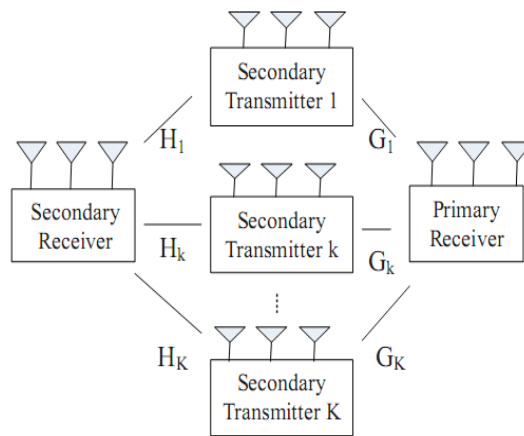 Secondary
Transmitter 1
H1
G1
Secondary
Receiver
Hk
Secondary
Transmitter k
Gk
Primary
Receiver
HK
GK
Secondary
Transmitter K